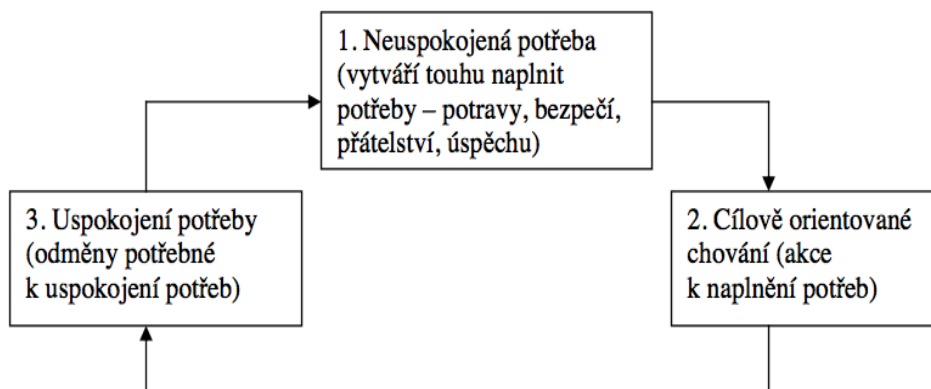 1. Neuspokojená potřeba
(vytváří touhu naplnit
potřeby – potravy, bezpečí,
přátelství, úspěchu)
2. Cílově orientované
chování (akce
k naplnění potřeb)
3. Uspokojení potřeby
(odměny potřebné
k uspokojení potřeb)